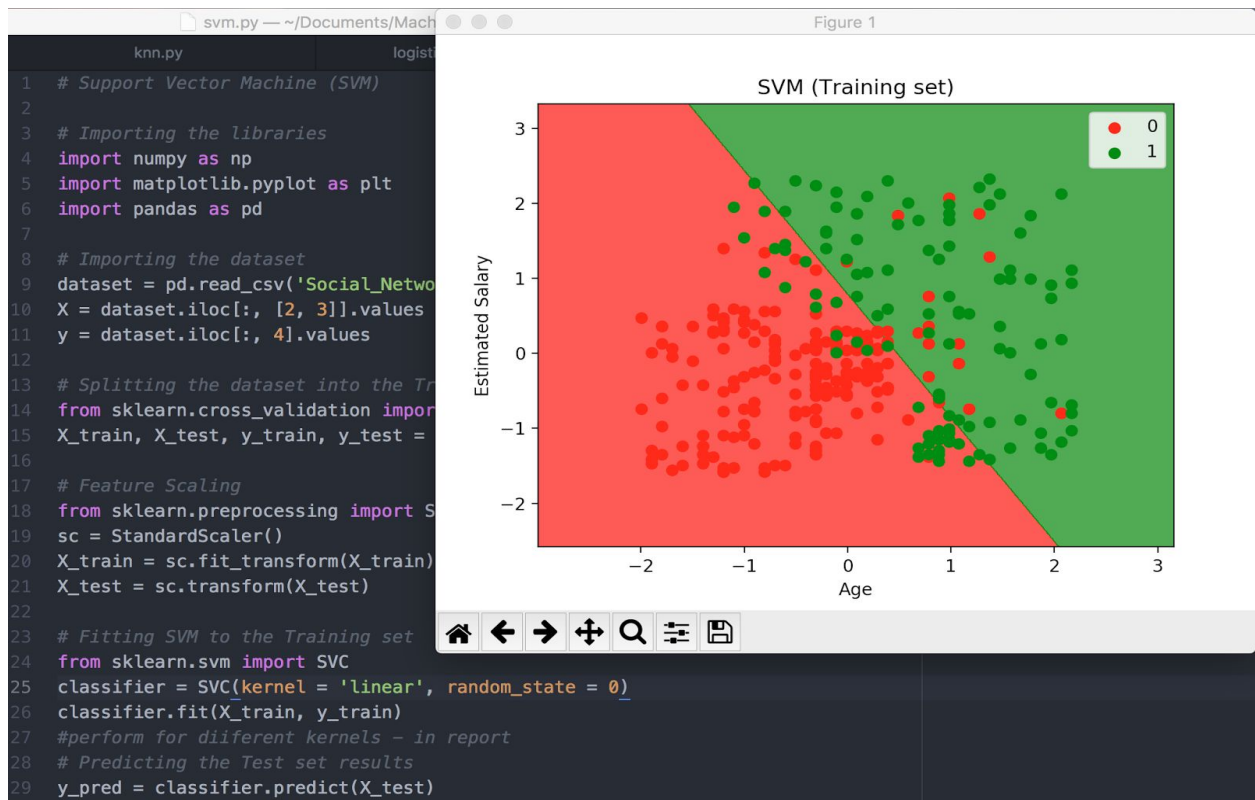 svm.py — ~/Documents/Mach
knn.py
logisti
1 # Support Vector Machine (SVM)
2
3 # Importing the libraries
4 import numpy as np
5 import matplotlib.pyplot as plt
6 import pandas as pd
7
8 # Importing the dataset
9 dataset = pd.read_csv('Social_Netwo
10 X = dataset.iloc[:, [2, 3]].values
11 y = dataset.iloc[:, 4].values
12
13 # Splitting the dataset into the Tr
14 from sklearn.cross_validation impor
15 X_train, X_test, y_train, y_test =
16
17 # Feature Scaling
18 from sklearn.preprocessing import S
19 sc = StandardScaler()
20 X_train = sc.fit_transform(X_train)
21 X_test = sc.transform(X_test)
22
23 # Fitting SVM to the Training set
24 from sklearn.svm import SVC
25 classifier = SVC(kernel = 'linear', random_state = 0)
26 classifier.fit(X_train, y_train)
27 #perform for diiferent kernels – in report
28 # Predicting the Test set results
29 y_pred = classifier.predict(X_test)
Figure 1
SVM (Training set)
0
1
3
2
1
0
−1
−2
Estimated Salary
−2 −1 0 1 2 3
Age